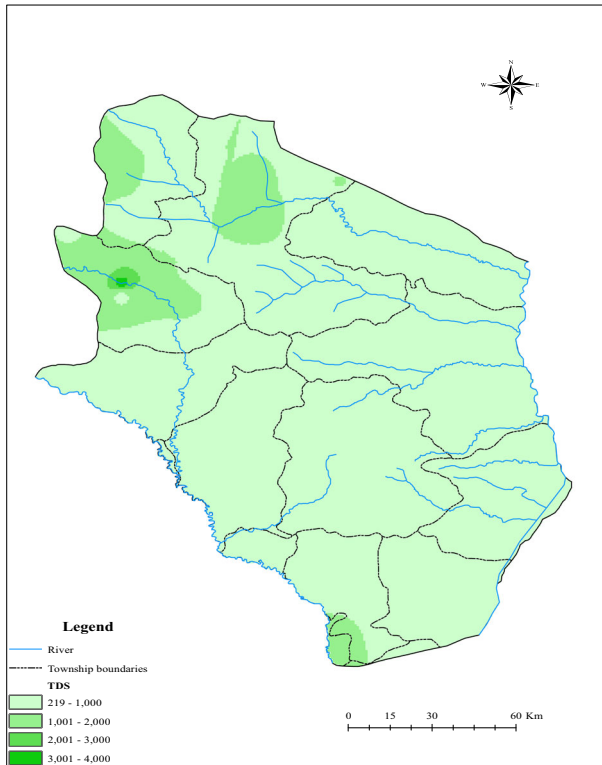 N
W E
S
Legend
River
Township boundaries
TDS
219 - 1,000
1,001 - 2,000
2,001 - 3,000
3,001 - 4,000
0 15 30 60 Km